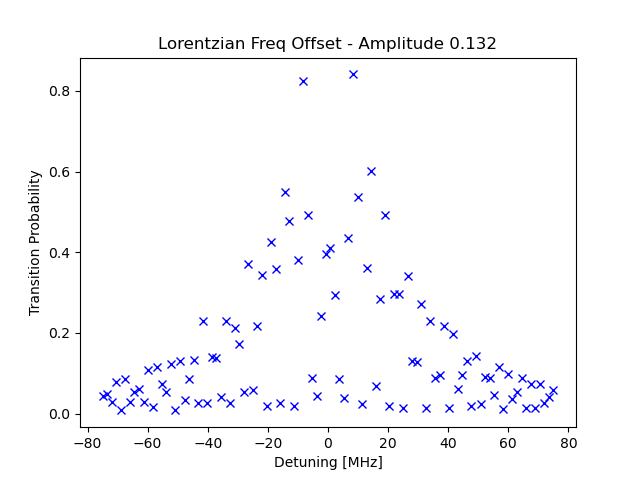 Lorentzian Freq Offset - Amplitude 0.132
0.8
0.6
0.4
0.2
0.0
Transition Probability
−80 −60 −40 −20 0 20 40 60 80
Detuning [MHz]